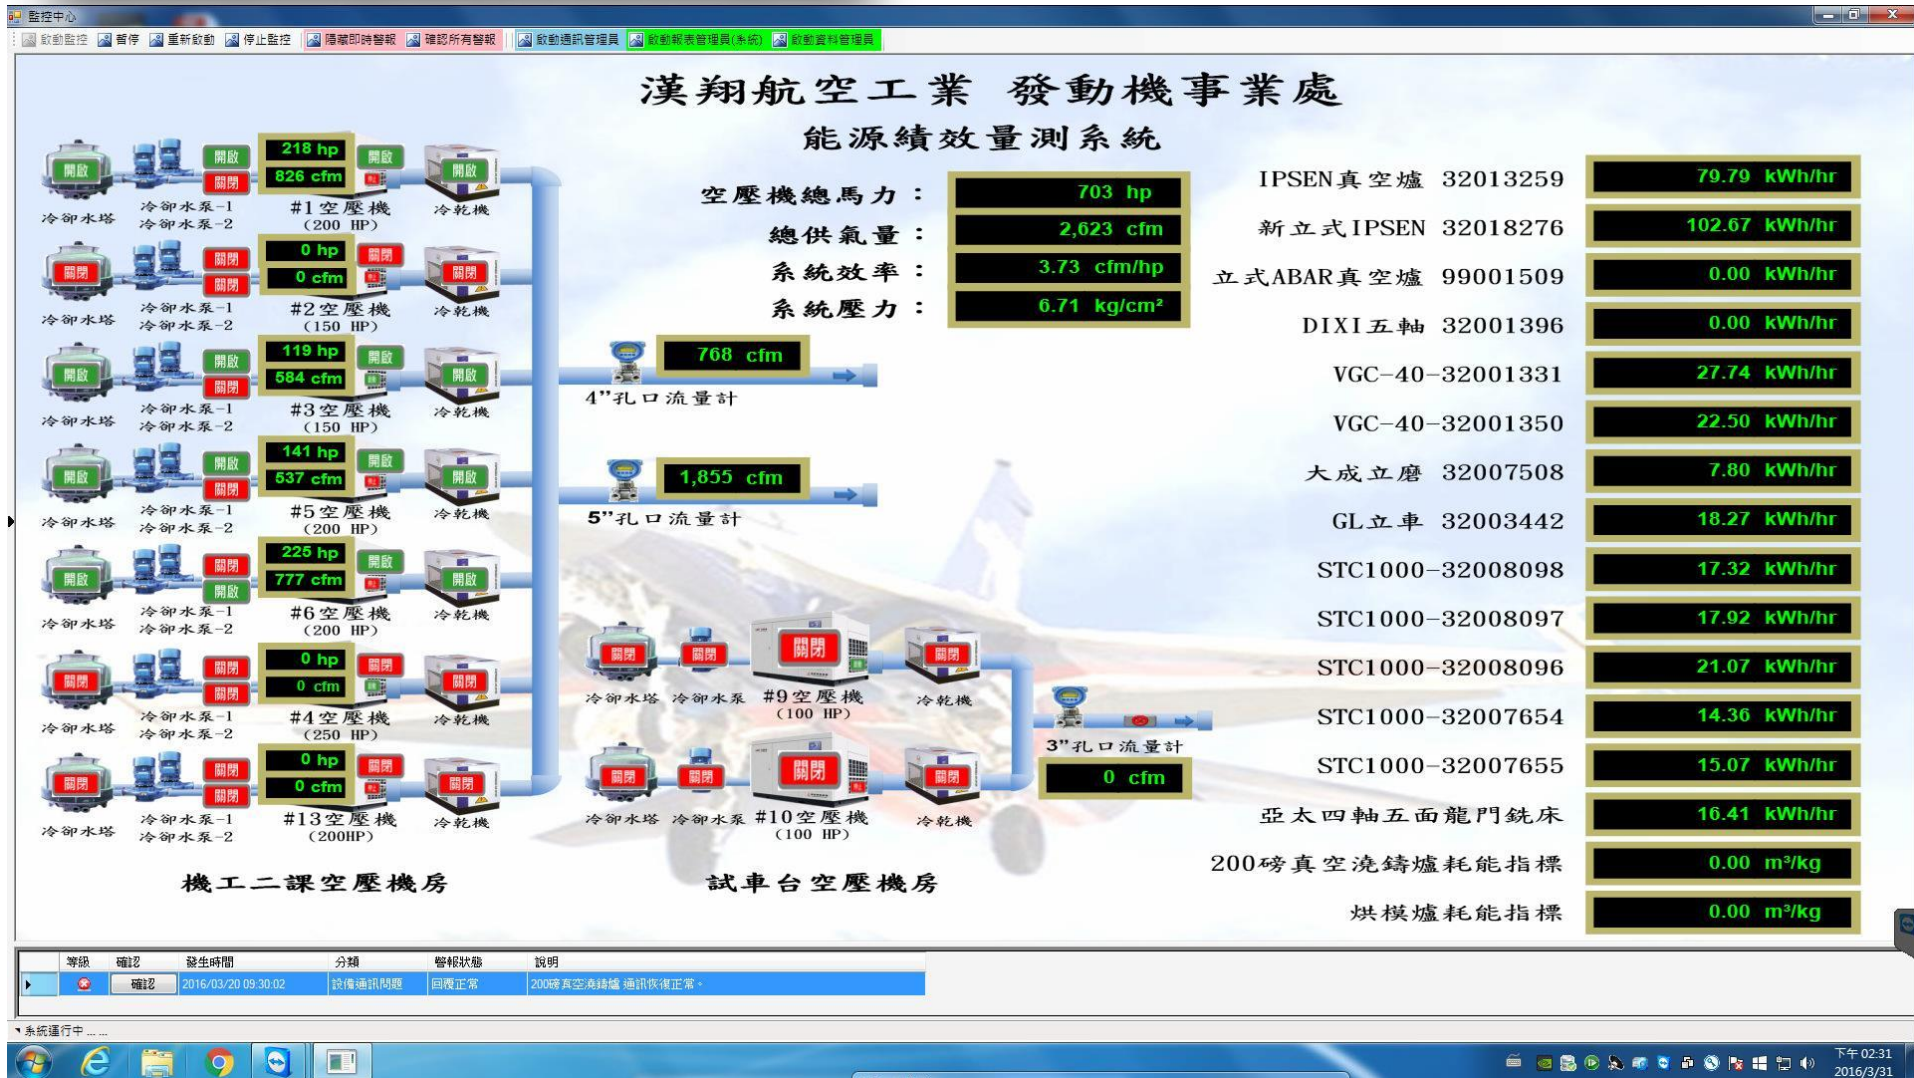 監控中心
啟動監控 暫停 重新啟動 停止監控 隱藏即時警報 確認所有警報 啟動通訊管理員 啟動報表管理員(系統) 啟動資料管理員
漢翔航空工業 發動機事業處
能源績效量測系統
空壓機總馬力： 703 hp
總供氣量： 2,623 cfm
系統效率： 3.73 cfm/hp
系統壓力： 6.71 kg/cm²
開啟 開啟 關閉 218 hp 826 cfm 開啟 開啟
冷卻水塔 冷卻水泵-1 冷卻水泵-2 #1空壓機 (200 HP) 冷乾機
關閉 關閉 關閉 0 hp 0 cfm 關閉 關閉
冷卻水塔 冷卻水泵-1 冷卻水泵-2 #2空壓機 (150 HP) 冷乾機
開啟 開啟 關閉 119 hp 584 cfm 開啟 開啟
冷卻水塔 冷卻水泵-1 冷卻水泵-2 #3空壓機 (150 HP) 冷乾機
開啟 開啟 關閉 141 hp 537 cfm 開啟 開啟
冷卻水塔 冷卻水泵-1 冷卻水泵-2 #5空壓機 (200 HP) 冷乾機
開啟 關閉 開啟 225 hp 777 cfm 開啟 開啟
冷卻水塔 冷卻水泵-1 冷卻水泵-2 #6空壓機 (200 HP) 冷乾機
關閉 關閉 關閉 0 hp 0 cfm 關閉 關閉
冷卻水塔 冷卻水泵-1 冷卻水泵-2 #4空壓機 (250 HP) 冷乾機
關閉 關閉 關閉 0 hp 0 cfm 關閉 關閉
冷卻水塔 冷卻水泵-1 冷卻水泵-2 #13空壓機 (200HP) 冷乾機
機工二課空壓機房
768 cfm
4”孔口流量計
1,855 cfm
5”孔口流量計
關閉 關閉 關閉 關閉
冷卻水塔 冷卻水泵 #9空壓機 (100 HP) 冷乾機
3”孔口流量計
0 cfm
關閉 關閉 關閉 關閉
冷卻水塔 冷卻水泵 #10空壓機 (100 HP) 冷乾機
試車台空壓機房
IPSEN真空爐 32013259 79.79 kWh/hr
新立式IPSEN 32018276 102.67 kWh/hr
立式ABAR真空爐 99001509 0.00 kWh/hr
DIXI五軸 32001396 0.00 kWh/hr
VGC-40-32001331 27.74 kWh/hr
VGC-40-32001350 22.50 kWh/hr
大成立磨 32007508 7.80 kWh/hr
GL立車 32003442 18.27 kWh/hr
STC1000-32008098 17.32 kWh/hr
STC1000-32008097 17.92 kWh/hr
STC1000-32008096 21.07 kWh/hr
STC1000-32007654 14.36 kWh/hr
STC1000-32007655 15.07 kWh/hr
亞太四軸五面龍門銑床 16.41 kWh/hr
200磅真空澆鑄爐耗能指標 0.00 m³/kg
烘模爐耗能指標 0.00 m³/kg
等級 確認 發生時間 分類 警報狀態 說明
確認 2016/03/20 09:30:02 設備通訊問題 回覆正常 200磅真空澆鑄爐 通訊恢復正常。
系統運行中 ... ...
下午 02:31
2016/3/31